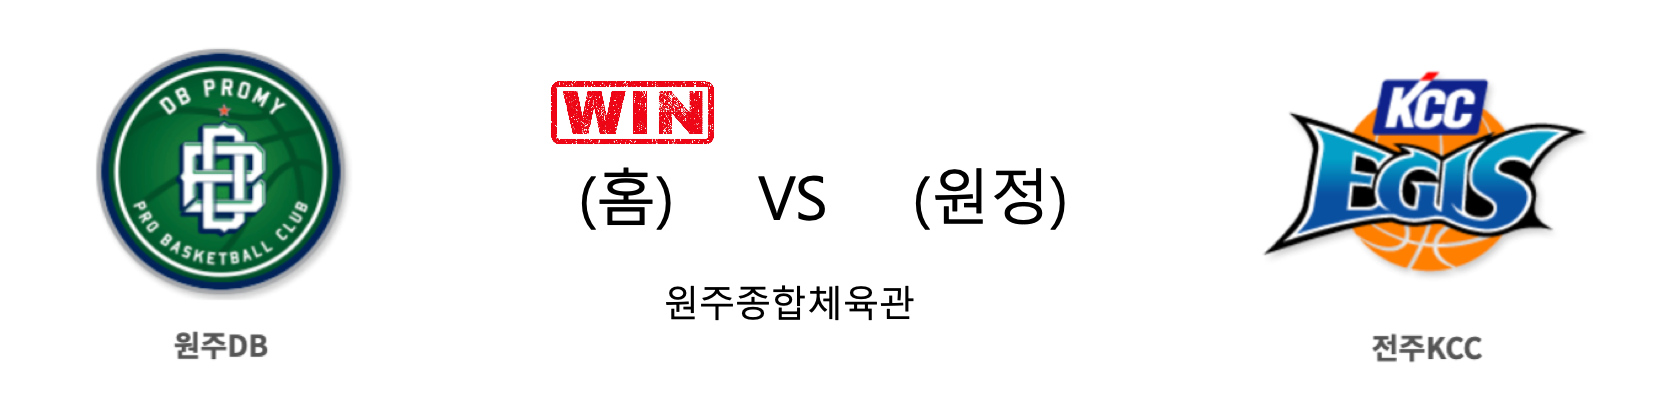 DB PROMY
DB
PRO BASKETBALL CLUB
원주DB
WIN
(홈) VS (원정)
원주종합체육관
KCC
EGIS
전주KCC